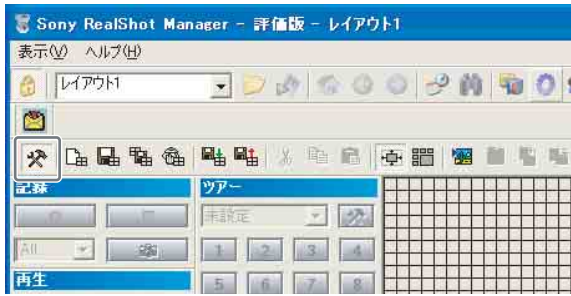 Sony RealShot Manager - 評価版 - レイアウト1
表示(V) ヘルプ(H)
レイアウト1
記録
ツアー
未設定
All
1 2 3 4
再生
5 6 7 8